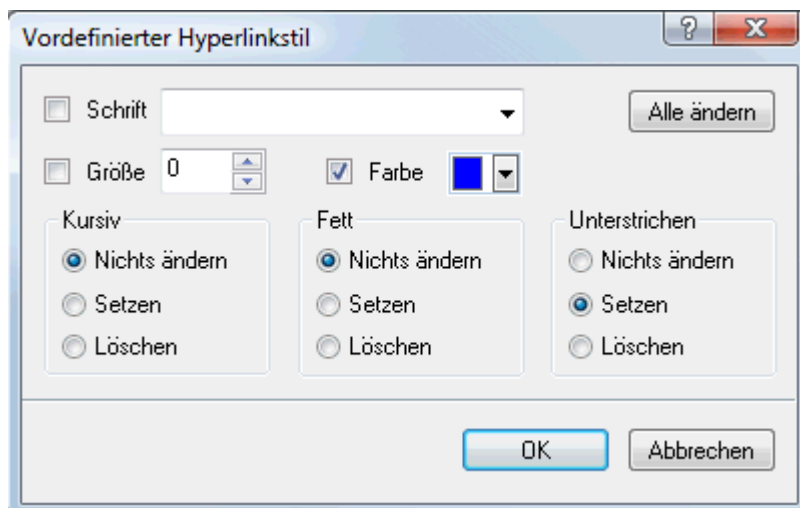 Vordefinierter Hyperlinkstil
Schrift
Alle ändern
Größe 0 Farbe
Kursiv Fett Unterstrichen
Nichts ändern Nichts ändern Nichts ändern
Setzen Setzen Setzen
Löschen Löschen Löschen
OK Abbrechen